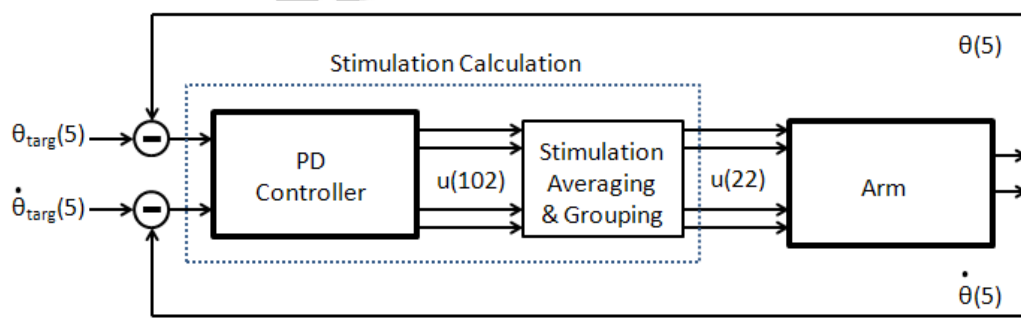 θ(5)
Stimulation Calculation
θtarg(5)
PD
Controller
u(102)
Stimulation
Averaging
& Grouping
u(22)
Arm
θ̇targ(5)
θ̇(5)